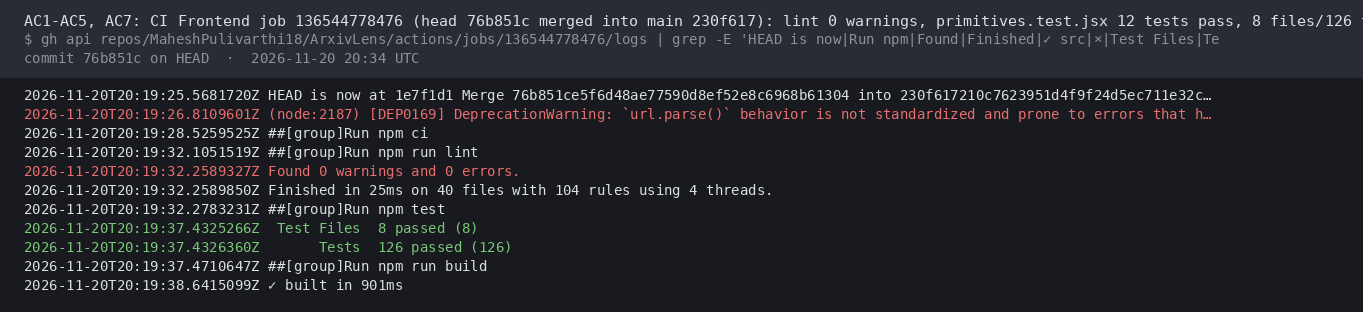 AC1-AC5, AC7: CI Frontend job 136544778476 (head 76b851c merged into main 230f617): lint 0 warnings, primitives.test.jsx 12 tests pass, 8 files/126
$ gh api repos/MaheshPulivarthi18/ArxivLens/actions/jobs/136544778476/logs | grep -E 'HEAD is now|Run npm|Found|Finished|✓ src|×|Test Files|Te
commit 76b851c on HEAD · 2026-11-20 20:34 UTC
2026-11-20T20:19:25.5681720Z HEAD is now at 1e7f1d1 Merge 76b851ce5f6d48ae77590d8ef52e8c6968b61304 into 230f617210c7623951d4f9f24d5ec711e32c…
2026-11-20T20:19:26.8109601Z (node:2187) [DEP0169] DeprecationWarning: `url.parse()` behavior is not standardized and prone to errors that h…
2026-11-20T20:19:28.5259525Z ##[group]Run npm ci
2026-11-20T20:19:32.1051519Z ##[group]Run npm run lint
2026-11-20T20:19:32.2589327Z Found 0 warnings and 0 errors.
2026-11-20T20:19:32.2589850Z Finished in 25ms on 40 files with 104 rules using 4 threads.
2026-11-20T20:19:32.2783231Z ##[group]Run npm test
2026-11-20T20:19:37.4325266Z  Test Files  8 passed (8)
2026-11-20T20:19:37.4326360Z       Tests  126 passed (126)
2026-11-20T20:19:37.4710647Z ##[group]Run npm run build
2026-11-20T20:19:38.6415099Z ✓ built in 901ms